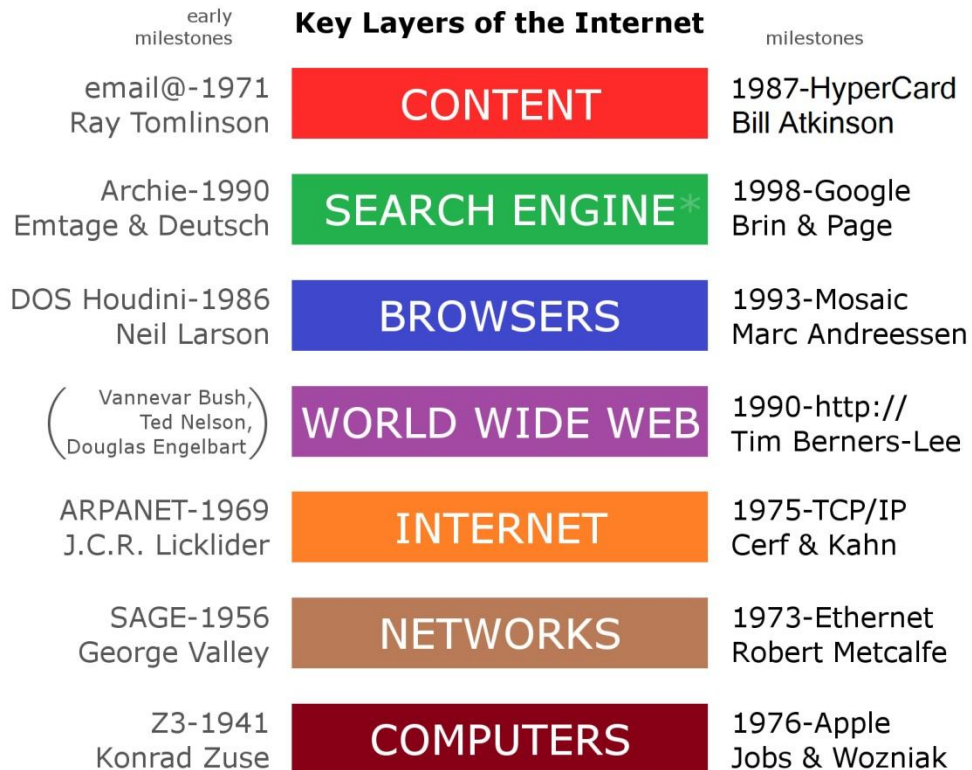 early
milestones
Key Layers of the Internet
milestones
email@-1971
Ray Tomlinson
CONTENT
1987-HyperCard
Bill Atkinson
Archie-1990
Emtage & Deutsch
SEARCH ENGINE*
1998-Google
Brin & Page
DOS Houdini-1986
Neil Larson
BROWSERS
1993-Mosaic
Marc Andreessen
(Vannevar Bush,
Ted Nelson,
Douglas Engelbart)
WORLD WIDE WEB
1990-http://
Tim Berners-Lee
ARPANET-1969
J.C.R. Licklider
INTERNET
1975-TCP/IP
Cerf & Kahn
SAGE-1956
George Valley
NETWORKS
1973-Ethernet
Robert Metcalfe
Z3-1941
Konrad Zuse
COMPUTERS
1976-Apple
Jobs & Wozniak